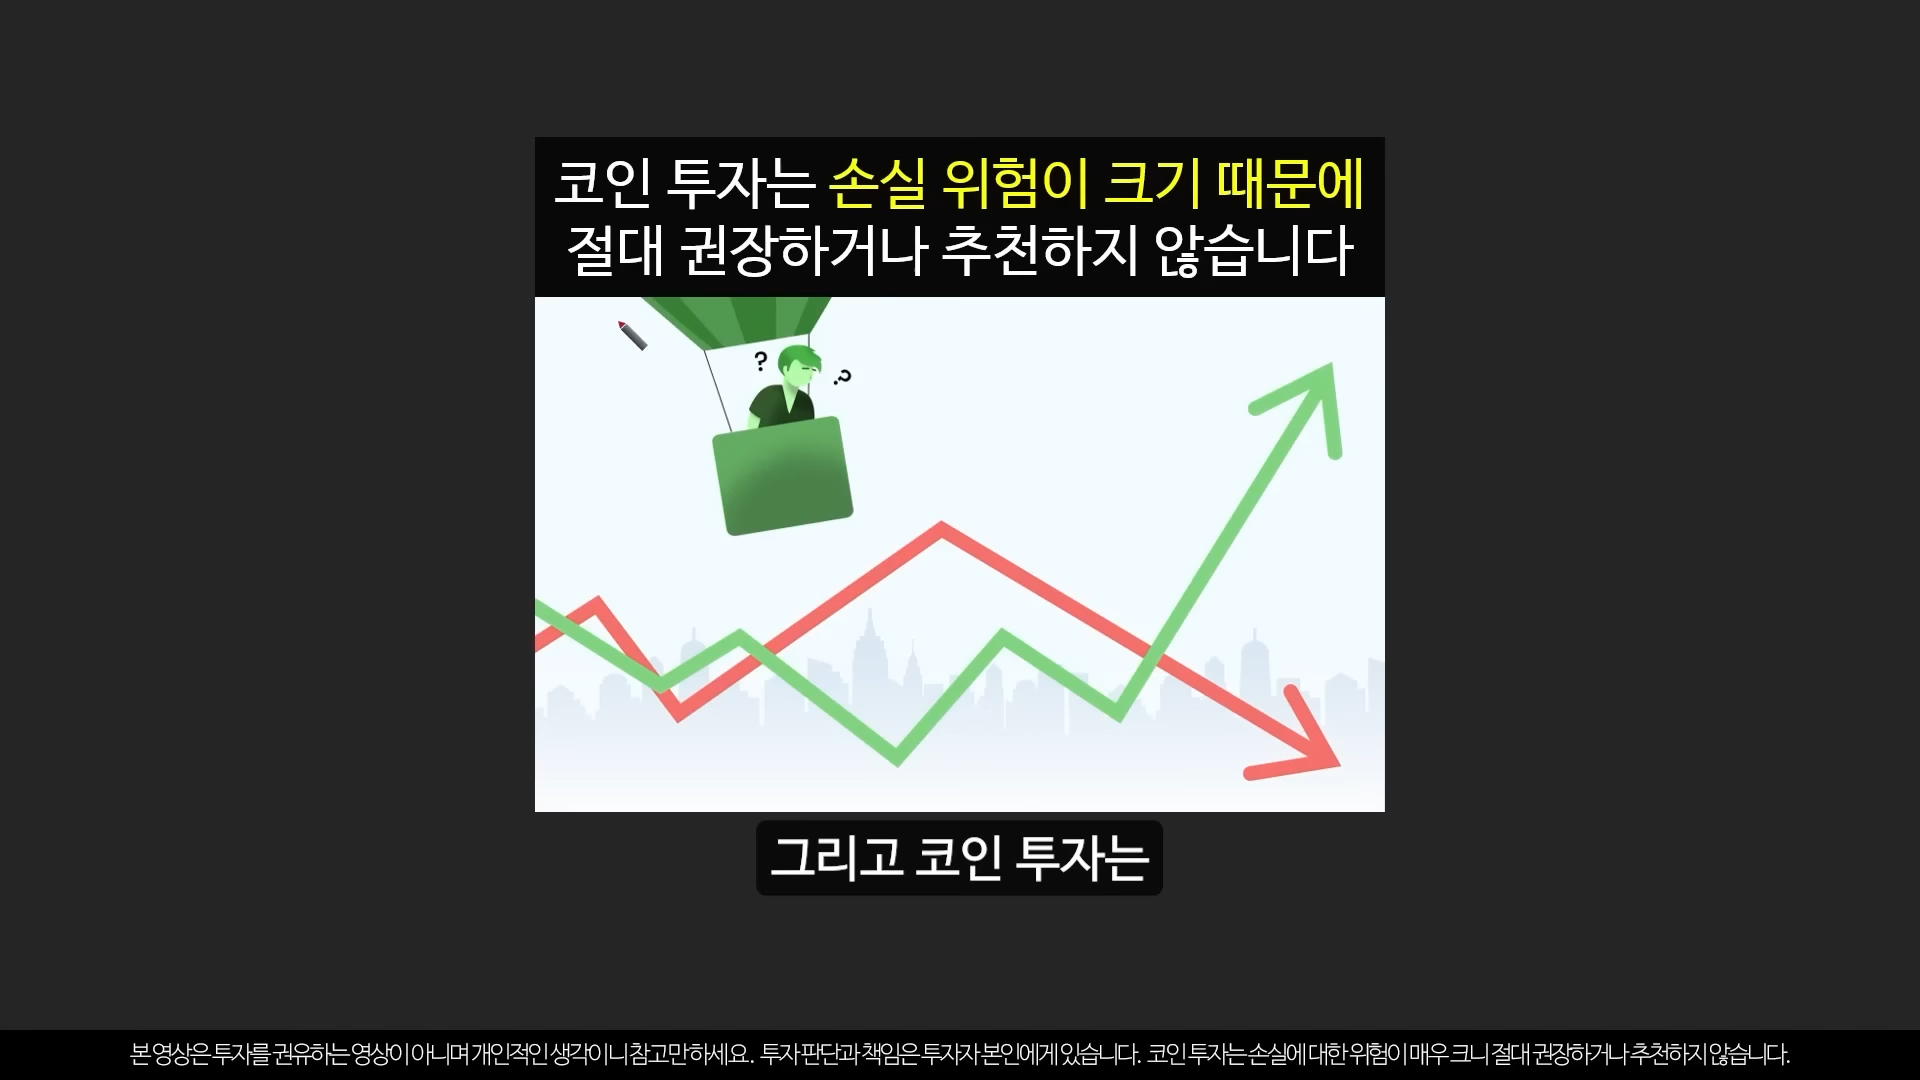 코인 투자는 손실 위험이 크기 때문에
절대 권장하거나 추천하지 않습니다
?
?
그리고 코인 투자는
본 영상은 투자를 권유하는 영상이 아니며 개인적인 생각이니 참고만 하세요. 투자 판단과 책임은 투자자 본인에게 있습니다. 코인 투자는 손실에 대한 위험이 매우 크니 절대 권장하거나 추천하지 않습니다.